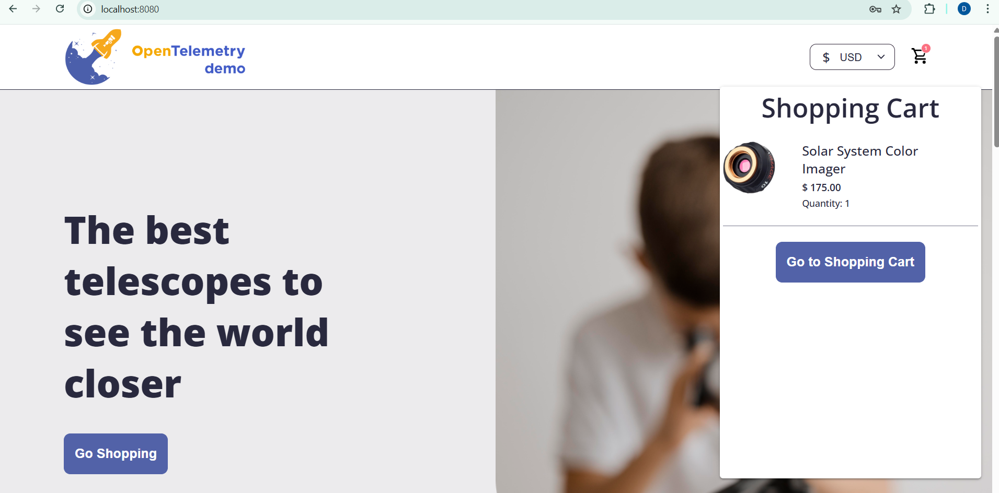 localhost:8080
D
OpenTelemetry
demo
$ USD
1
Shopping Cart
Solar System Color
Imager
$ 175.00
Quantity: 1
Go to Shopping Cart
The best
telescopes to
see the world
closer
Go Shopping